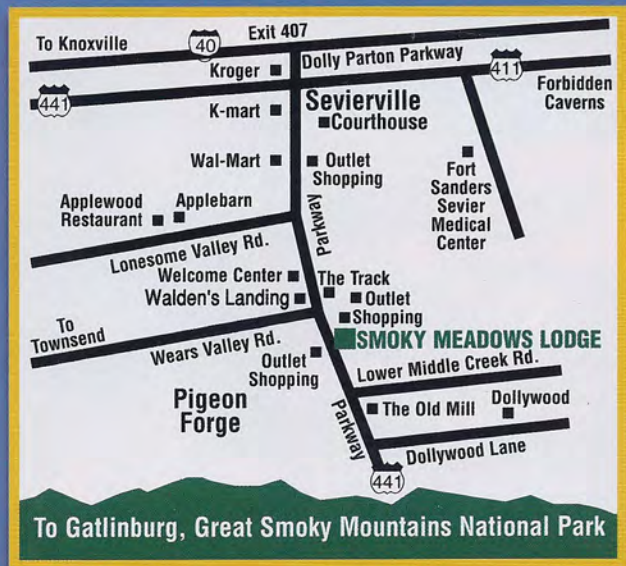 To Knoxville
40
Exit 407
Dolly Parton Parkway
Kroger
411
441
Forbidden
Caverns
K-mart
Sevierville
Courthouse
Wal-Mart
Outlet
Shopping
Fort
Sanders
Sevier
Medical
Center
Applewood
Restaurant
Applebarn
Parkway
Lonesome Valley Rd.
Welcome Center
The Track
Walden's Landing
Outlet
Shopping
To
Townsend
Wears Valley Rd.
SMOKY MEADOWS LODGE
Outlet
Shopping
Lower Middle Creek Rd.
Pigeon
Forge
Parkway
The Old Mill
Dollywood
Dollywood Lane
441
To Gatlinburg, Great Smoky Mountains National Park